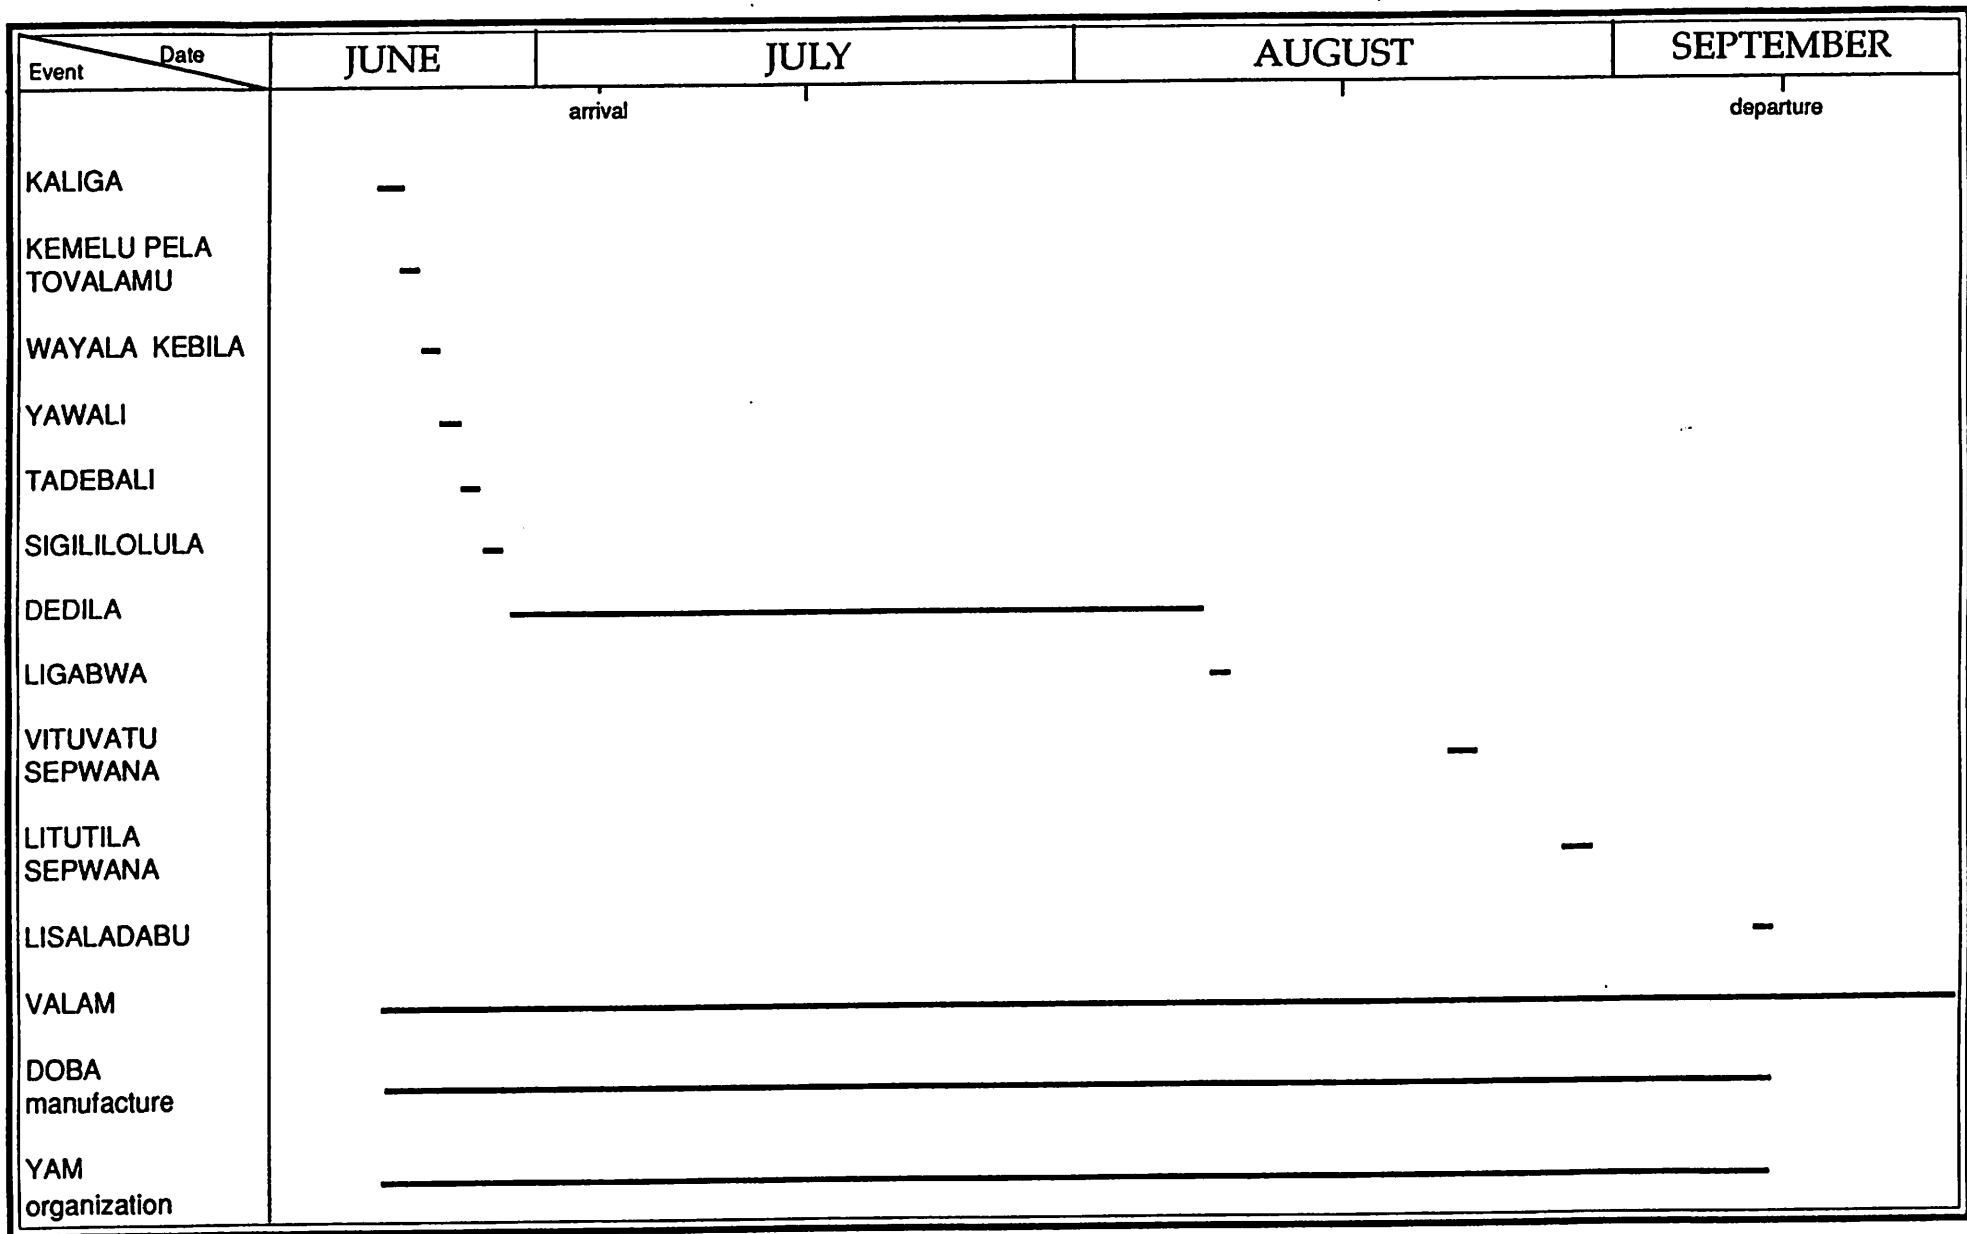 Date
Event
JUNE
JULY
AUGUST
SEPTEMBER
arrival
departure
KALIGA
KEMELU PELA
TOVALAMU
WAYALA KEBILA
YAWALI
TADEBALI
SIGILILOLULA
DEDILA
LIGABWA
VITUVATU
SEPWANA
LITUTILA
SEPWANA
LISALADABU
VALAM
DOBA
manufacture
YAM
organization